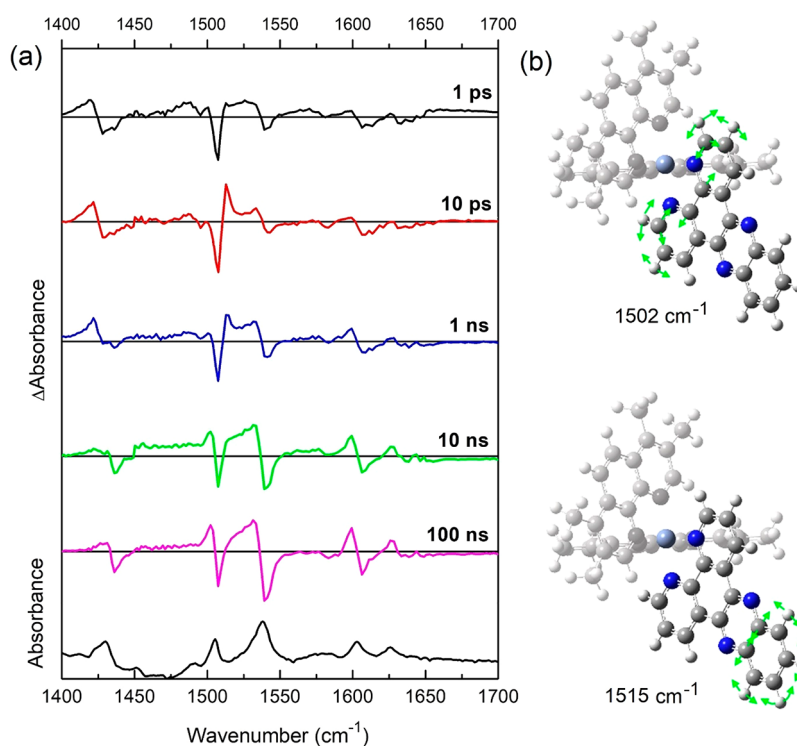 1400 1450 1500 1550 1600 1650 1700
(a)
(b)
1 ps
10 ps
1 ns
10 ns
100 ns
ΔAbsorbance
Absorbance
1400 1450 1500 1550 1600 1650 1700
Wavenumber (cm⁻¹)
1502 cm⁻¹
1515 cm⁻¹